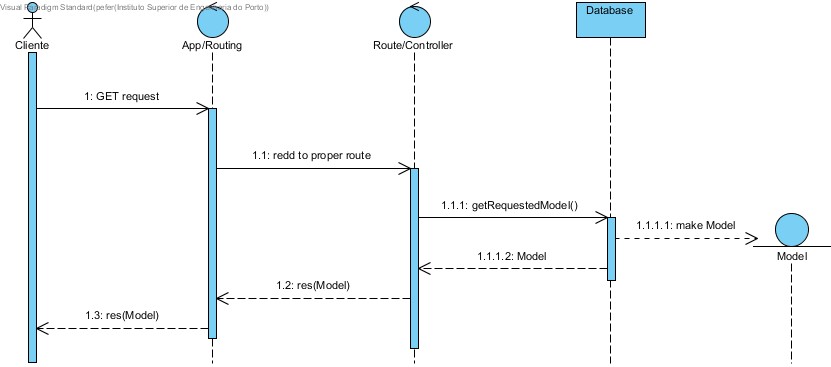 Visual Paradigm Standard(pefer(Instituto Superior de Engenharia do Porto))
Cliente
App/Routing
Route/Controller
Database
1: GET request
1.1: redd to proper route
1.1.1: getRequestedModel()
1.1.1.1: make Model
Model
1.1.1.2: Model
1.2: res(Model)
1.3: res(Model)